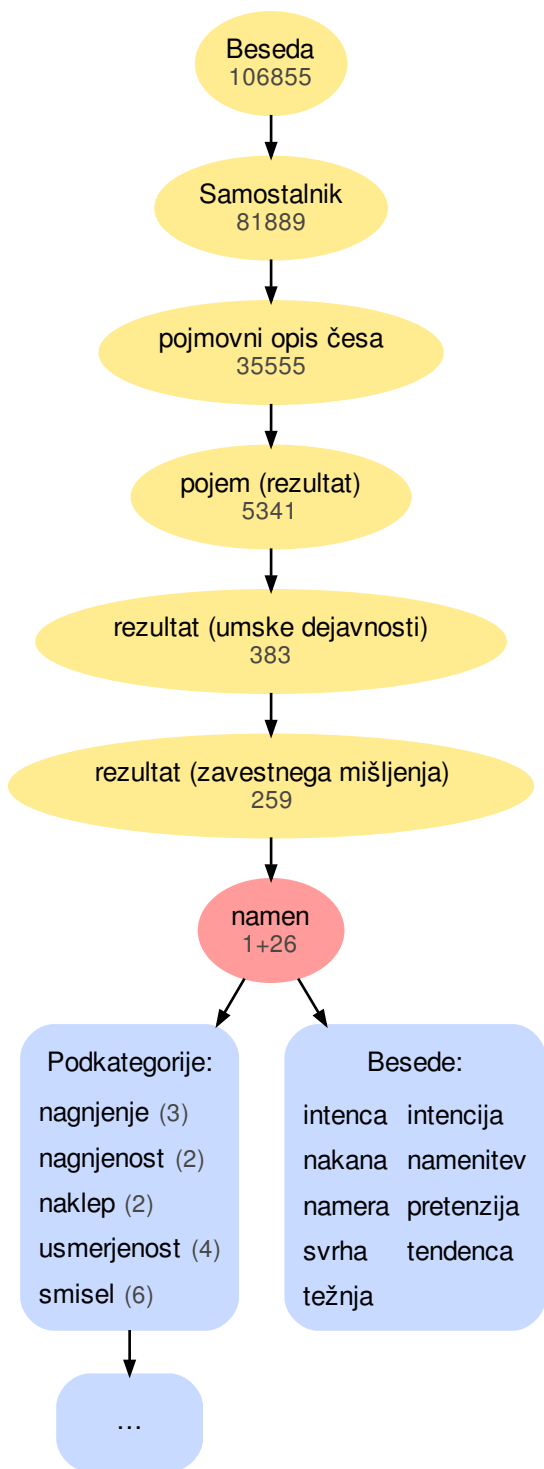 Beseda
106855
Samostalnik
81889
pojmovni opis česa
35555
pojem (rezultat)
5341
rezultat (umske dejavnosti)
383
rezultat (zavestnega mišljenja)
259
namen
1+26
Podkategorije:
nagnjenje (3)
nagnjenost (2)
naklep (2)
usmerjenost (4)
smisel (6)
...
Besede:
intenca intencija
nakana namenitev
namera pretenzija
svrha tendenca
težnja